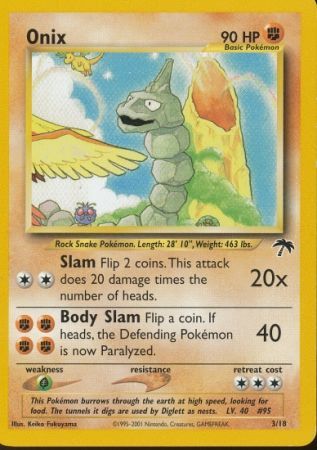 Onix
90 HP
Basic Pokémon
Rock Snake Pokémon. Length: 28' 10", Weight: 463 lbs.
Slam Flip 2 coins. This attack
does 20 damage times the
number of heads.
20x
Body Slam Flip a coin. If
heads, the Defending Pokémon
is now Paralyzed.
40
weakness
resistance
retreat cost
This Pokémon burrows through the earth at high speed, looking for
food. The tunnels it digs are used by Diglett as nests. LV. 40 #95
Illus. Keiko Fukuyama
©1995-2001 Nintendo, Creatures, GAMEFREAK.
3/18